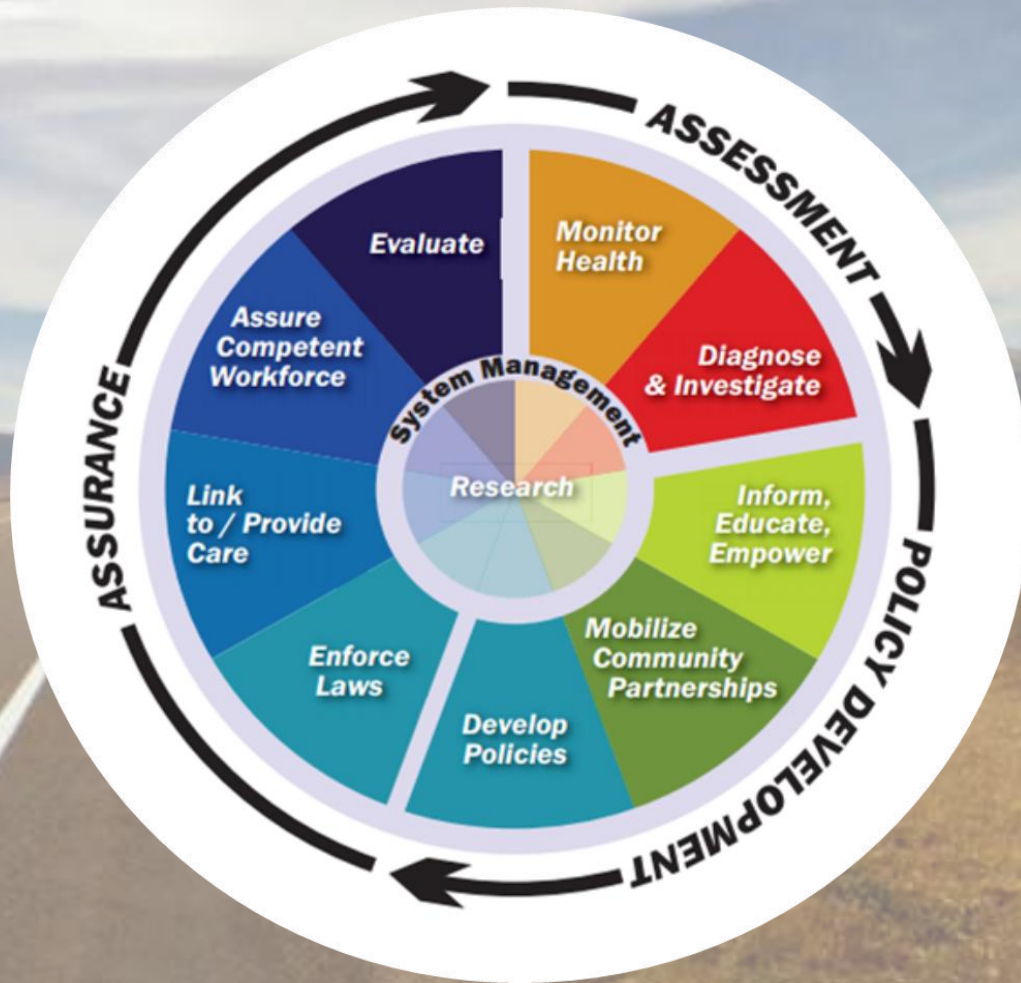 ASSESSMENT
Monitor
Health
Diagnose
& Investigate
POLICY DEVELOPMENT
Inform,
Educate,
Empower
Mobilize
Community
Partnerships
Develop
Policies
ASSURANCE
Enforce
Laws
Link
to / Provide
Care
Assure
Competent
Workforce
Evaluate
System Management
Research